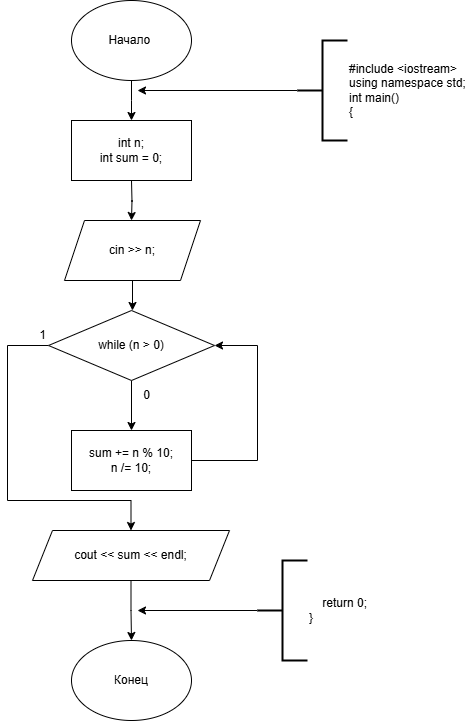 Начало
#include <iostream>
using namespace std;
int main()
{
int n;
int sum = 0;
cin >> n;
1
while (n > 0)
0
sum += n % 10;
n /= 10;
cout << sum << endl;
return 0;
}
Конец